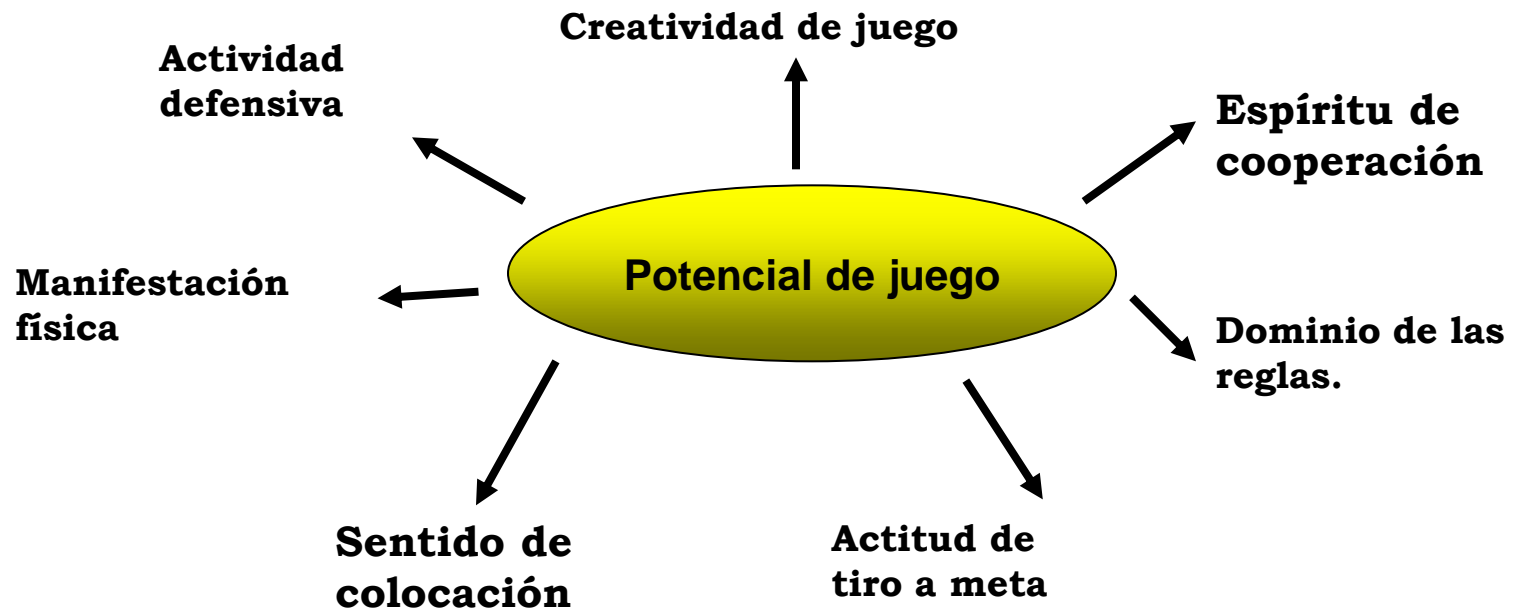 Creatividad de juego
Actividad
defensiva
Espíritu de
cooperación
Manifestación
física
Potencial de juego
Dominio de las
reglas.
Sentido de
colocación
Actitud de
tiro a meta